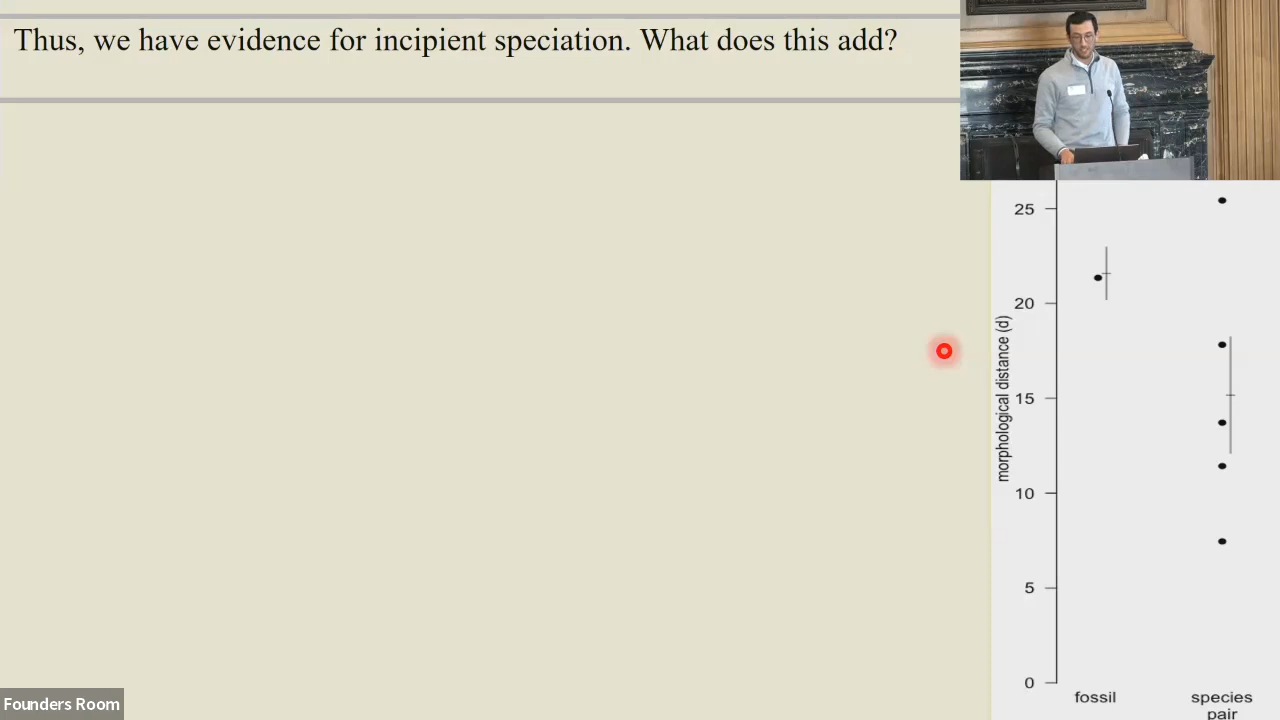 Thus, we have evidence for incipient speciation. What does this add?
25
20
15
10
5
0
morphological distance (d)
fossil
species
pair
Founders Room